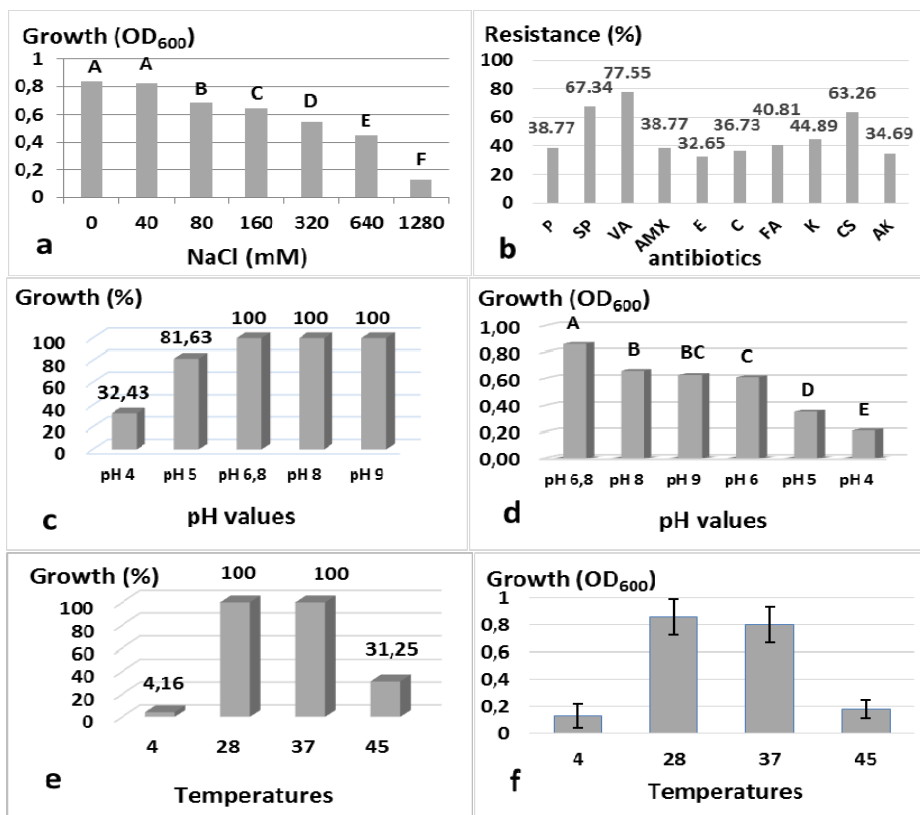 Growth (OD600)
1
0,8
0,6
0,4
0,2
0
A
A
B
C
D
E
F
0 40 80 160 320 640 1280
a
NaCl (mM)
Resistance (%)
100
80
60
40
20
0
38.77
67.34
77.55
38.77
32.65
36.73
40.81
44.89
63.26
34.69
P SP VA AMX E C FA K CS AK
b
antibiotics
Growth (%)
100
80
60
40
20
0
32,43
81,63
100
100
100
pH 4 pH 5 pH 6,8 pH 8 pH 9
c
pH values
Growth (OD600)
1,00
0,80
0,60
0,40
0,20
0,00
A
B
BC
C
D
E
pH 6,8 pH 8 pH 9 pH 6 pH 5 pH 4
d
pH values
Growth (%)
100
80
60
40
20
0
4,16
100
100
31,25
4 28 37 45
e
Temperatures
Growth (OD600)
1
0,8
0,6
0,4
0,2
0
4 28 37 45
f
Temperatures